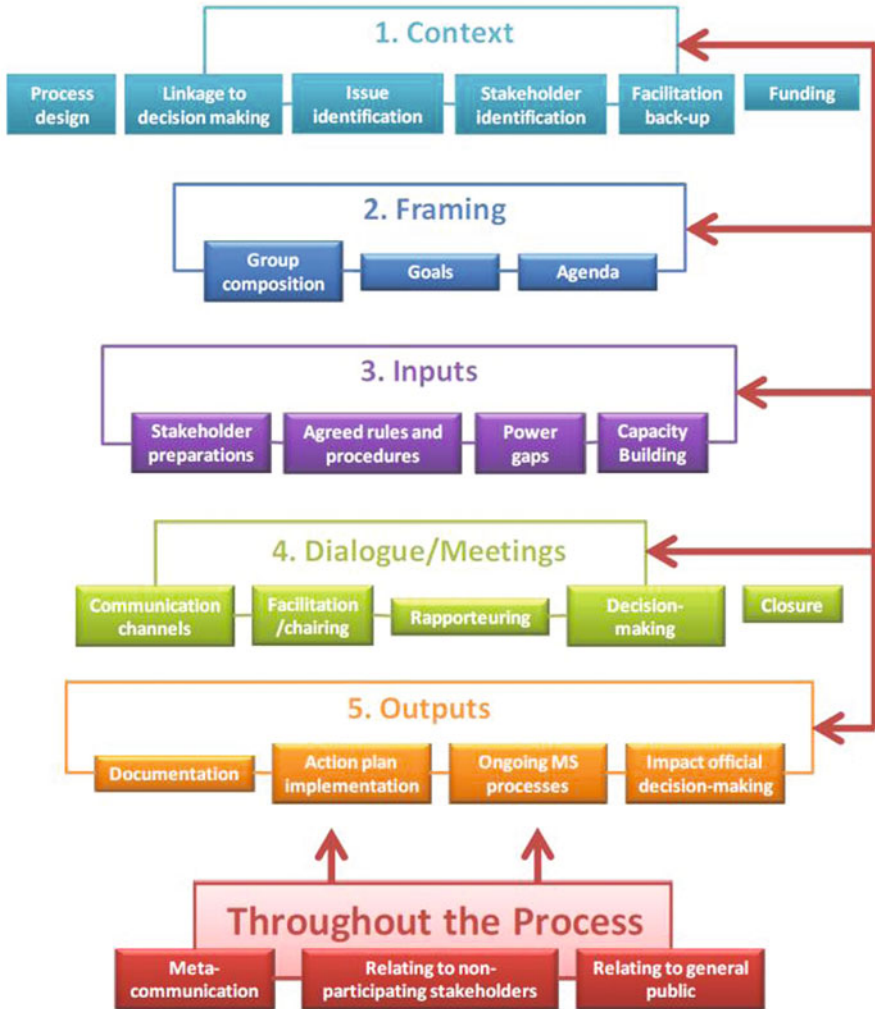 1. Context
Process
design
Linkage to
decision making
Issue
identification
Stakeholder
identification
Facilitation
back-up
Funding
2. Framing
Group
composition
Goals
Agenda
3. Inputs
Stakeholder
preparations
Agreed rules and
procedures
Power
gaps
Capacity
Building
4. Dialogue/Meetings
Communication
channels
Facilitation
/chairing
Rapporteuring
Decision-
making
Closure
5. Outputs
Documentation
Action plan
implementation
Ongoing MS
processes
Impact official
decision-making
Throughout the Process
Meta-
communication
Relating to non-
participating stakeholders
Relating to general
public